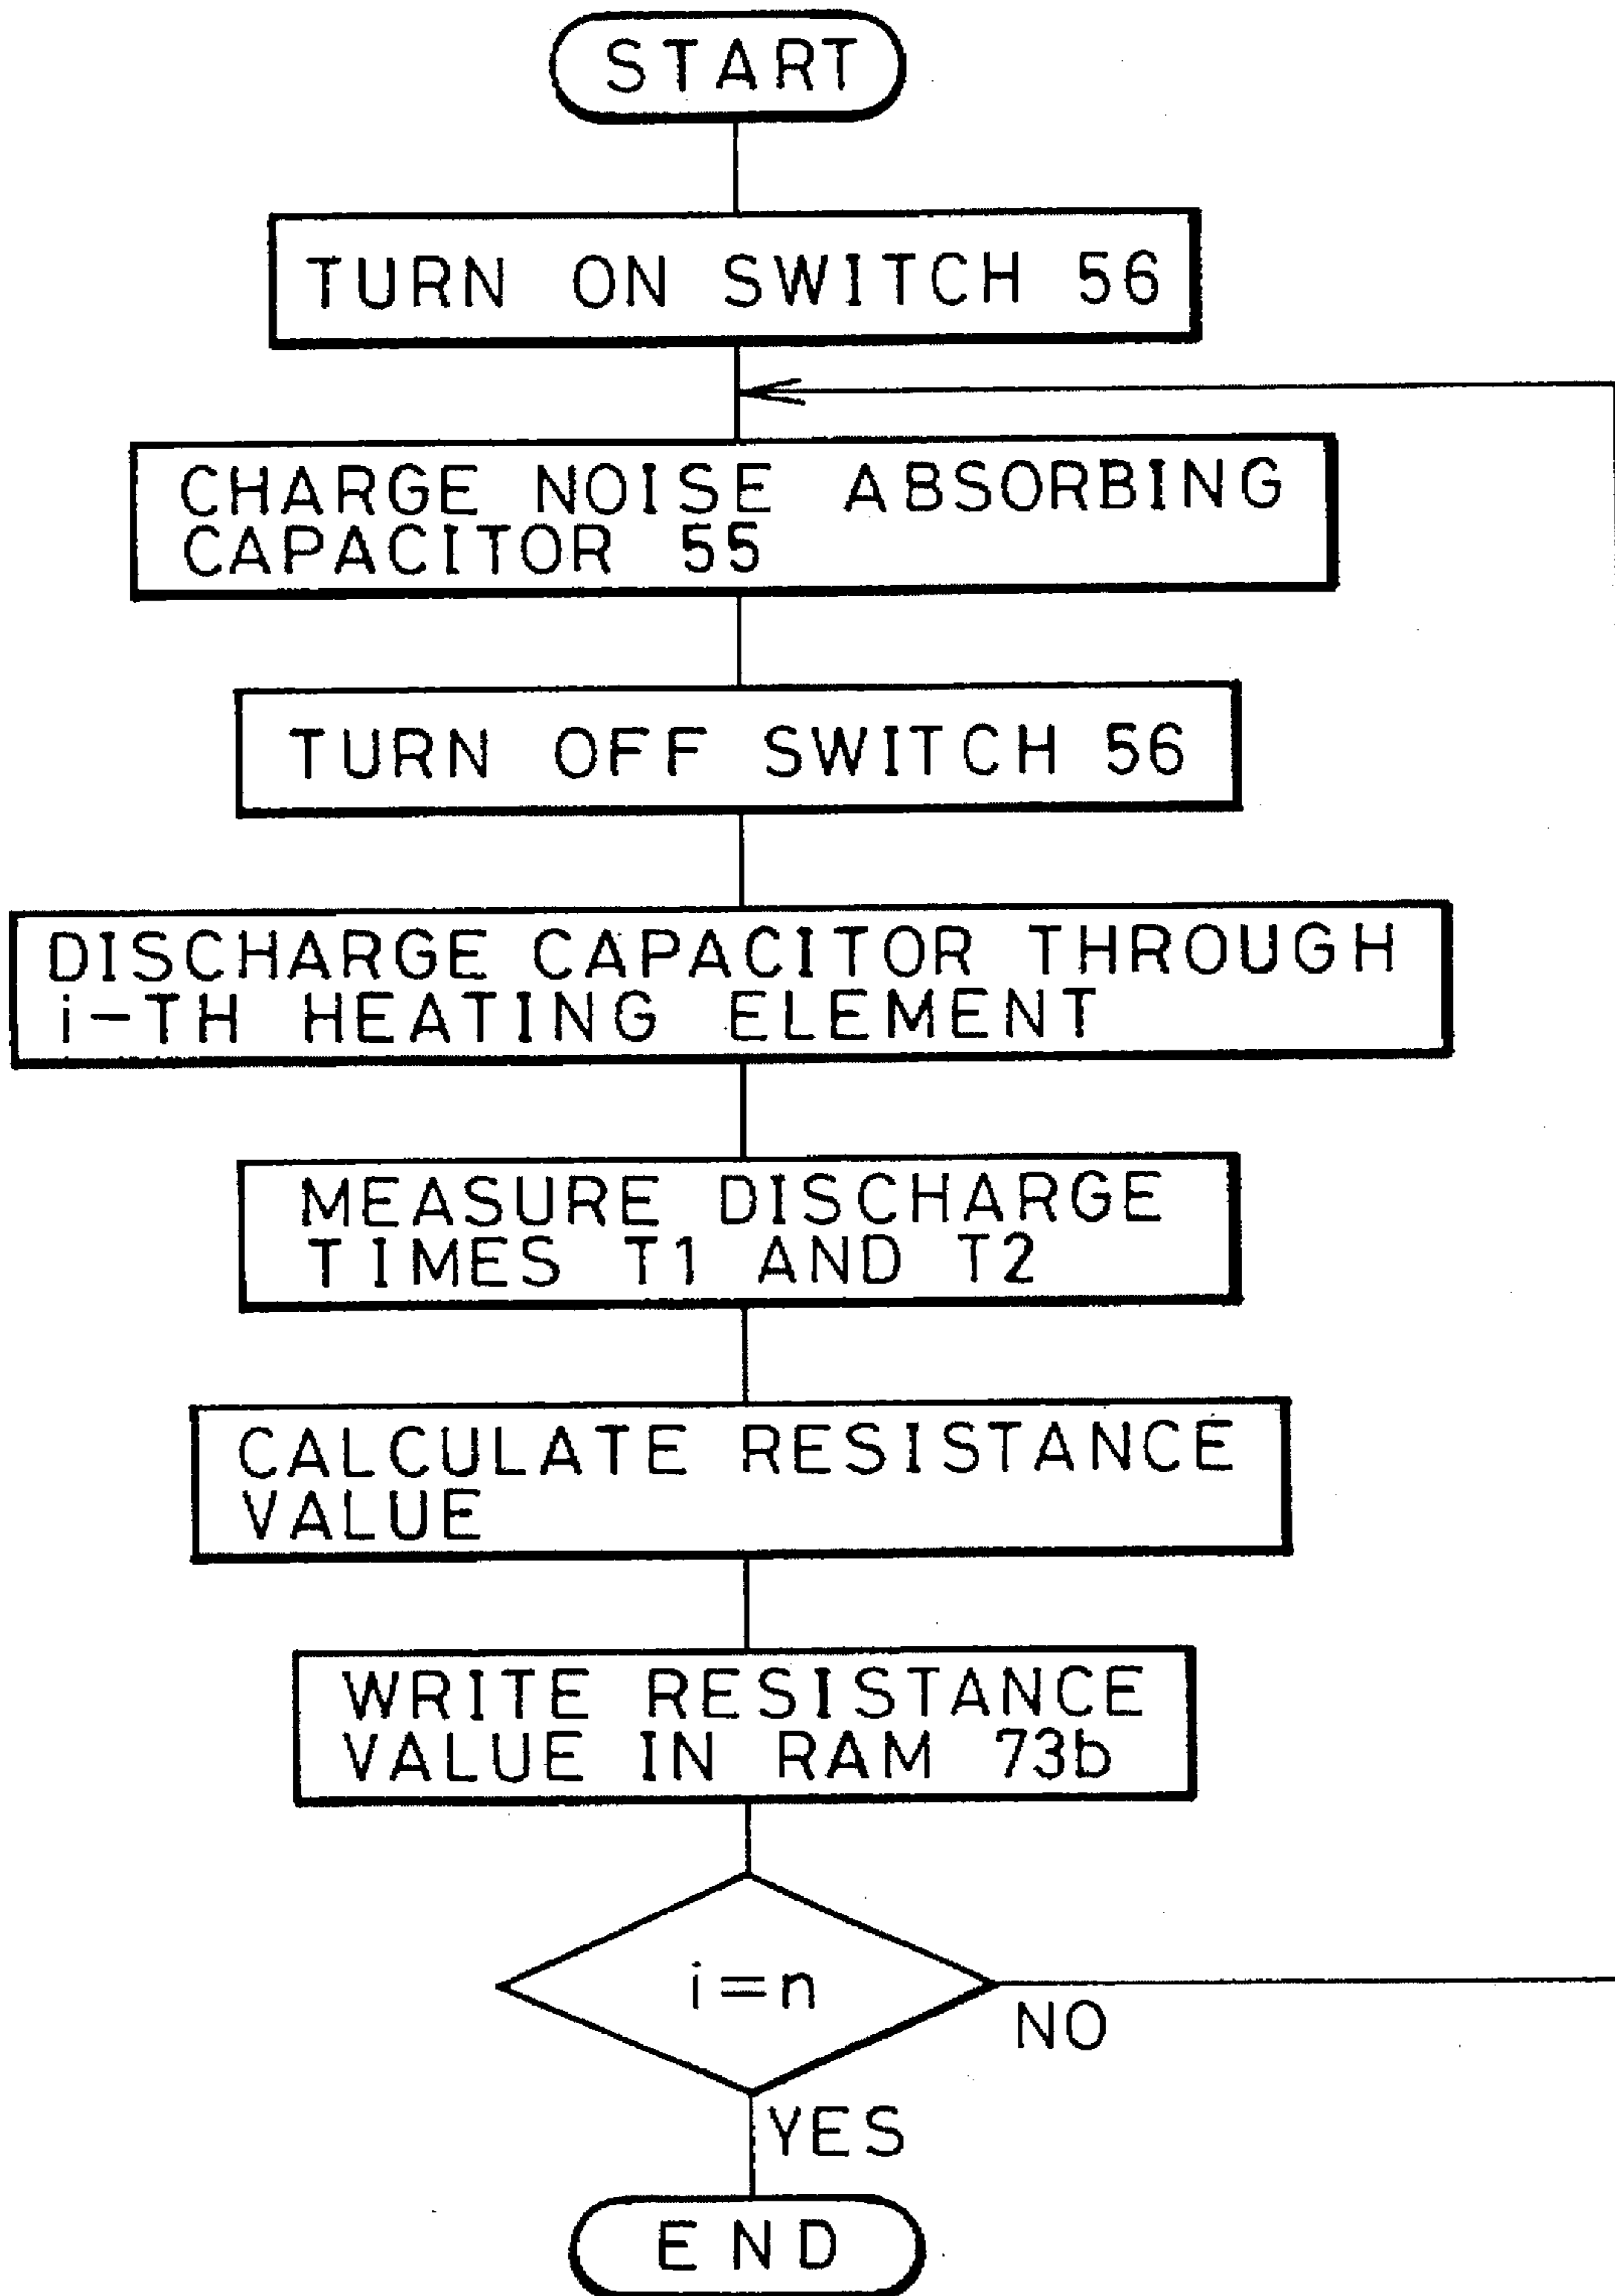 START
TURN ON SWITCH 56
CHARGE NOISE ABSORBING
CAPACITOR 55
TURN OFF SWITCH 56
DISCHARGE CAPACITOR THROUGH
i-TH HEATING ELEMENT
MEASURE DISCHARGE
TIMES T1 AND T2
CALCULATE RESISTANCE
VALUE
WRITE RESISTANCE
VALUE IN RAM 73b
i=n
NO
YES
END